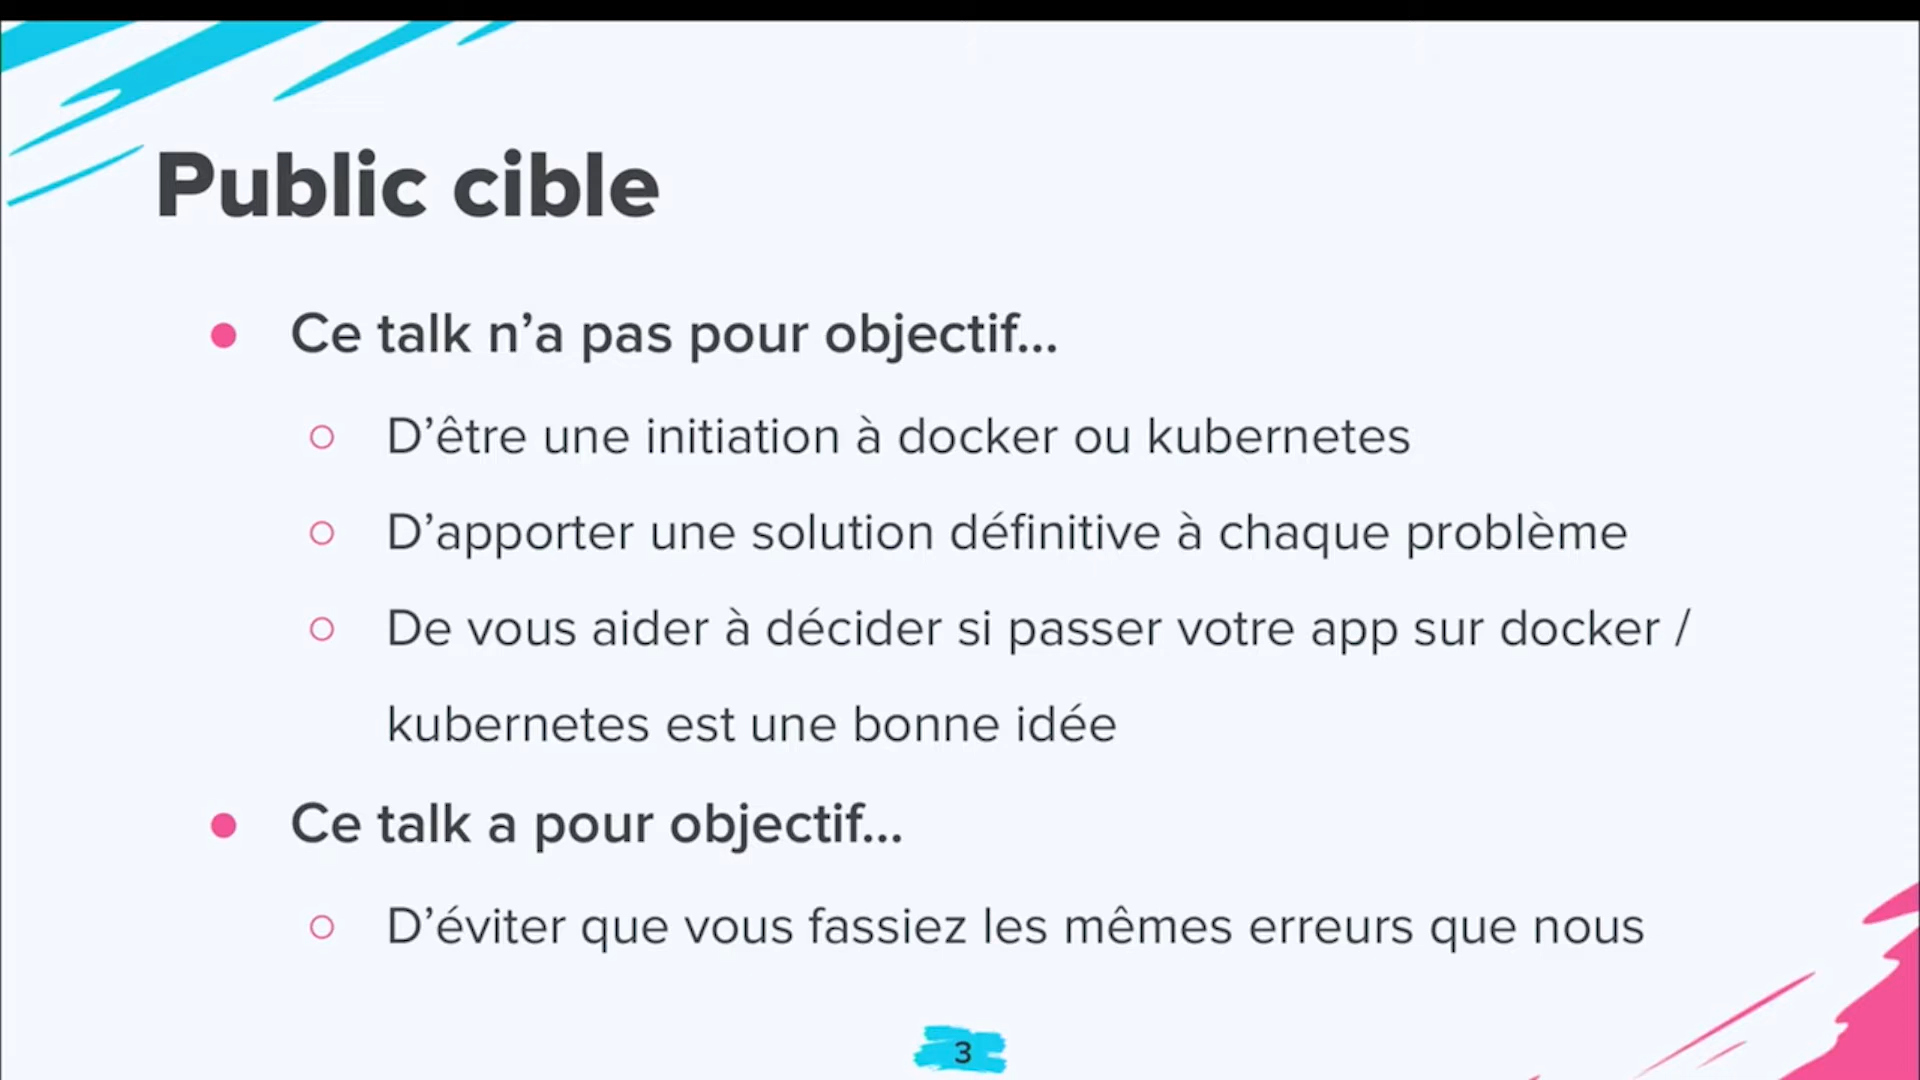 Public cible
● Ce talk n’a pas pour objectif...
○ D’être une initiation à docker ou kubernetes
○ D’apporter une solution définitive à chaque problème
○ De vous aider à décider si passer votre app sur docker /
kubernetes est une bonne idée
● Ce talk a pour objectif...
○ D’éviter que vous fassiez les mêmes erreurs que nous
3